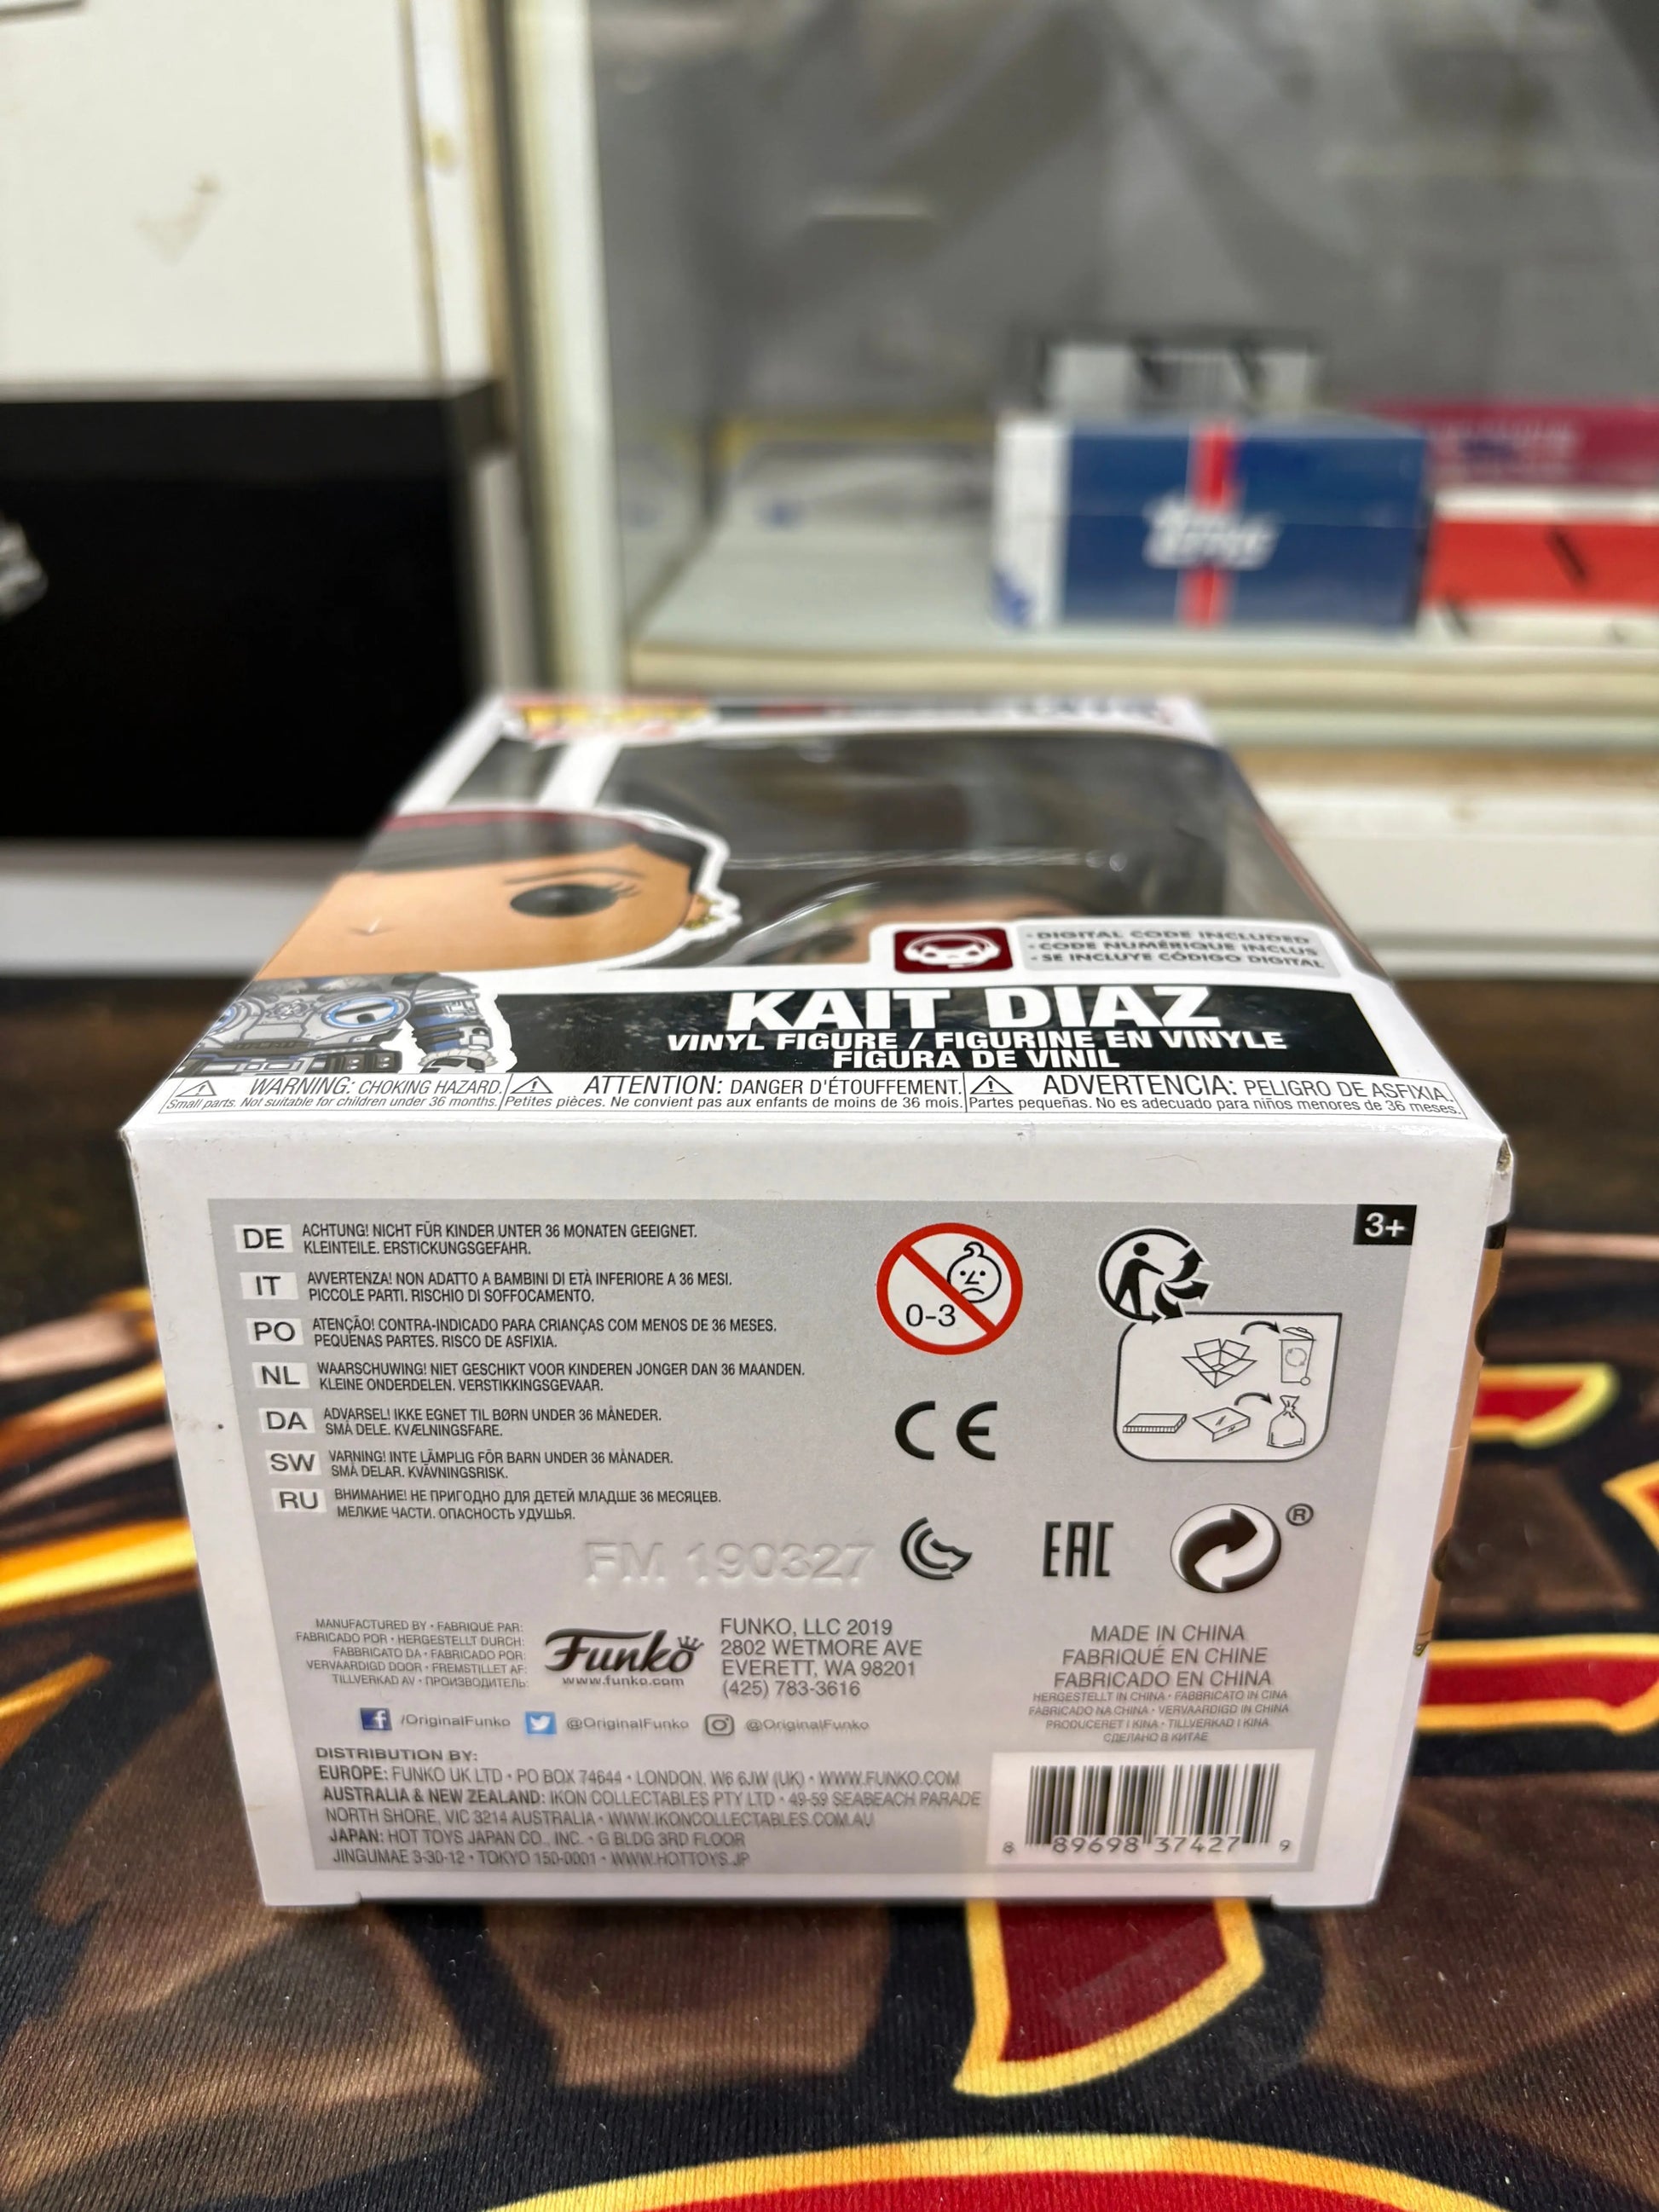 topps
• DIGITAL CODE INCLUDED
• CODE NUMÉRIQUE INCLUS
• SE INCLUYE CÓDIGO DIGITAL
KAIT DIAZ
VINYL FIGURE / FIGURINE EN VINYLE
FIGURA DE VINIL
WARNING: CHOKING HAZARD.
Small parts. Not suitable for children under 36 months.
ATTENTION: DANGER D'ÉTOUFFEMENT.
Petites pièces. Ne convient pas aux enfants de moins de 36 mois.
ADVERTENCIA: PELIGRO DE ASFIXIA.
Partes pequeñas. No es adecuado para niños menores de 36 meses.
3+
DE ACHTUNG! NICHT FÜR KINDER UNTER 36 MONATEN GEEIGNET.
KLEINTEILE. ERSTICKUNGSGEFAHR.
IT AVVERTENZA! NON ADATTO A BAMBINI DI ETÀ INFERIORE A 36 MESI.
PICCOLE PARTI. RISCHIO DI SOFFOCAMENTO.
PO ATENÇÃO! CONTRA-INDICADO PARA CRIANÇAS COM MENOS DE 36 MESES.
PEQUENAS PARTES. RISCO DE ASFIXIA.
NL WAARSCHUWING! NIET GESCHIKT VOOR KINDEREN JONGER DAN 36 MAANDEN.
KLEINE ONDERDELEN. VERSTIKKINGSGEVAAR.
DA ADVARSEL! IKKE EGNET TIL BØRN UNDER 36 MÅNEDER.
SMÅ DELE. KVÆLNINGSFARE.
SW VARNING! INTE LÄMPLIG FÖR BARN UNDER 36 MÅNADER.
SMÅ DELAR. KVÄVNINGSRISK.
RU ВНИМАНИЕ! НЕ ПРИГОДНО ДЛЯ ДЕТЕЙ МЛАДШЕ 36 МЕСЯЦЕВ.
МЕЛКИЕ ЧАСТИ. ОПАСНОСТЬ УДУШЬЯ.
0-3
CE
FM 190327
EAC
®
MANUFACTURED BY • FABRIQUÉ PAR:
FABRICADO POR • HERGESTELLT DURCH:
FABBRICATO DA • FABRICADO POR:
VERVAARDIGD DOOR • FREMSTILLET AF:
TILLVERKAD AV • ПРОИЗВОДИТЕЛЬ:
Funko
www.funko.com
FUNKO, LLC 2019
2802 WETMORE AVE
EVERETT, WA 98201
(425) 783-3616
MADE IN CHINA
FABRIQUÉ EN CHINE
FABRICADO EN CHINA
HERGESTELLT IN CHINA • FABBRICATO IN CINA
FABRICADO NA CHINA • VERVAARDIGD IN CHINA
PRODUCERET I KINA • TILLVERKAD I KINA
СДЕЛАНО В КИТАЕ
/OriginalFunko @OriginalFunko @OriginalFunko
DISTRIBUTION BY:
EUROPE: FUNKO UK LTD • PO BOX 74644 • LONDON, W6 6JW (UK) • WWW.FUNKO.COM
AUSTRALIA & NEW ZEALAND: IKON COLLECTABLES PTY LTD • 49-59 SEABEACH PARADE
NORTH SHORE, VIC 3214 AUSTRALIA • WWW.IKONCOLLECTABLES.COM.AU
JAPAN: HOT TOYS JAPAN CO., INC. • G BLDG 3RD FLOOR
JINGUMAE 3-30-12 • TOKYO 150-0001 • WWW.HOTTOYS.JP
8 89698 37427 9